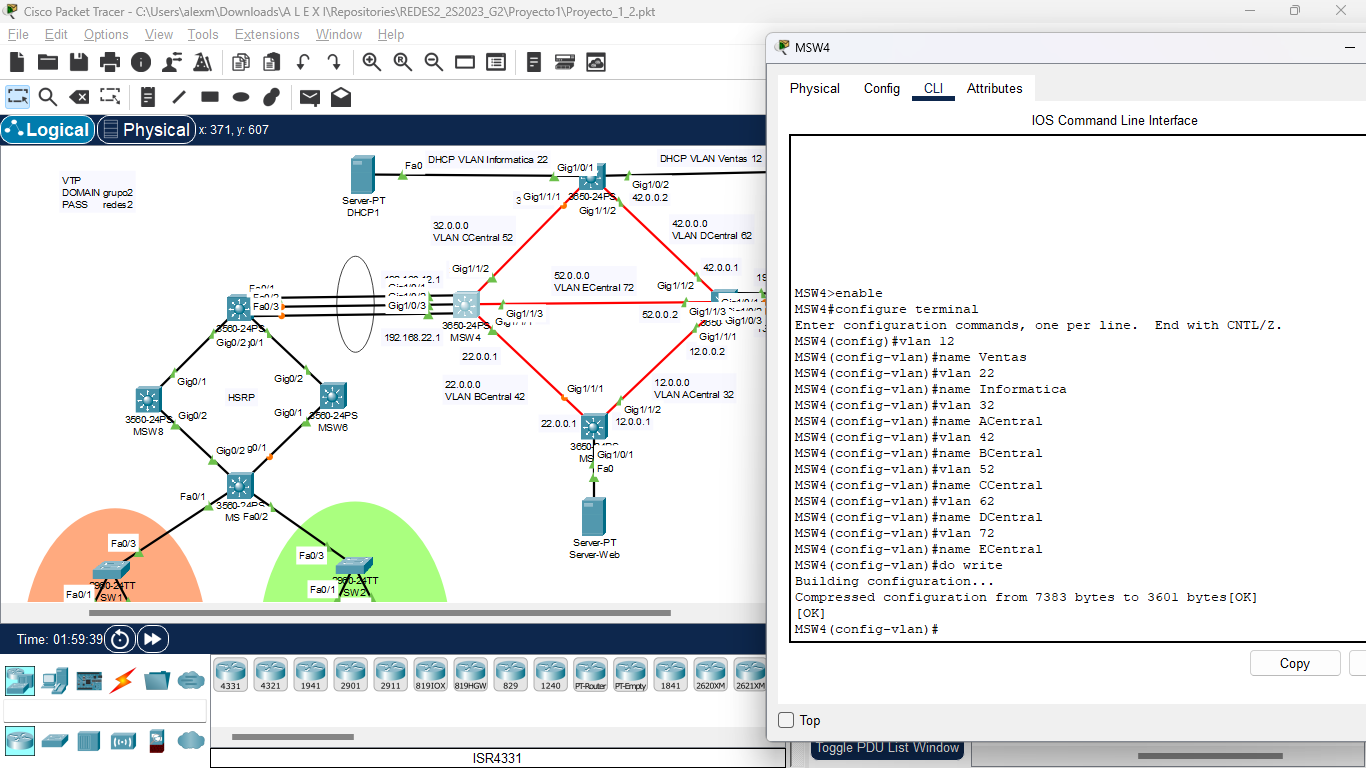 Cisco Packet Tracer - C:\Users\alexm\Downloads\A L E X I\Repositories\REDES2_2S2023_G2\Proyecto1\Proyecto_1_2.pkt
File Edit Options View Tools Extensions Window Help
Logical
Physical
x: 371, y: 607
VTP
DOMAIN grupo2
PASS redes2
Fa0
DHCP VLAN Informatica 22
Gig1/0/1
DHCP VLAN Ventas 12
Server-PT
DHCP1
Gig1/1/1
3650-24PS
Gig1/1/2
Gig1/0/2
42.0.0.2
32.0.0.0
VLAN CCentral 52
42.0.0.0
VLAN DCentral 62
Gig1/1/2
52.0.0.0
VLAN ECentral 72
42.0.0.1
Gig1/1/2
Fa0/3
3560-24PS
Gig0/2
Gig1/0/3
192.168.22.1
3650-24PS
MSW4
Gig1/1/3
52.0.0.2
Gig1/1/3
Gig1/0/3
Gig1/1/1
12.0.0.2
22.0.0.1
22.0.0.0
VLAN BCentral 42
Gig1/1/1
12.0.0.0
VLAN ACentral 32
Gig1/1/2
12.0.0.1
22.0.0.1
Gig1/0/1
Fa0
Server-PT
Server-Web
Gig0/1
Gig0/2
HSRP
3560-24PS
MSW8
Gig0/2
Gig0/1
3560-24PS
MSW6
Gig0/2
Fa0/1
3560-24PS
Fa0/2
Fa0/3
Fa0/1
2960-24TT
SW1
Fa0/3
Fa0/1
2960-24TT
SW2
Time: 01:59:39
4331 4321 1941 2901 2911 819IOX 819HGW 829 1240 PT-Router PT-Empty 1841 2620XM 2621XM
ISR4331
Toggle PDU List Window
MSW4
Physical Config CLI Attributes
IOS Command Line Interface
MSW4>enable
MSW4#configure terminal
Enter configuration commands, one per line. End with CNTL/Z.
MSW4(config)#vlan 12
MSW4(config-vlan)#name Ventas
MSW4(config-vlan)#vlan 22
MSW4(config-vlan)#name Informatica
MSW4(config-vlan)#vlan 32
MSW4(config-vlan)#name ACentral
MSW4(config-vlan)#vlan 42
MSW4(config-vlan)#name BCentral
MSW4(config-vlan)#vlan 52
MSW4(config-vlan)#name CCentral
MSW4(config-vlan)#vlan 62
MSW4(config-vlan)#name DCentral
MSW4(config-vlan)#vlan 72
MSW4(config-vlan)#name ECentral
MSW4(config-vlan)#do write
Building configuration...
Compressed configuration from 7383 bytes to 3601 bytes[OK]
[OK]
MSW4(config-vlan)#
Copy
Top